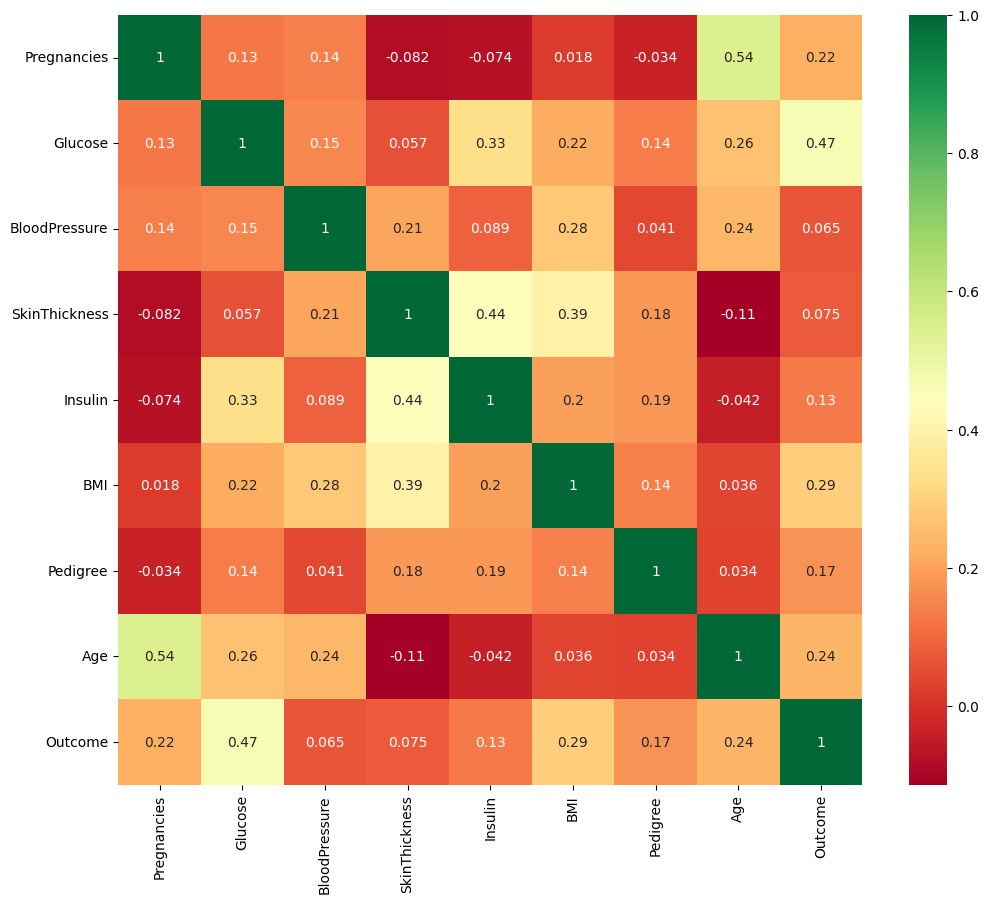 Pregnancies 1 0.13 0.14 -0.082 -0.074 0.018 -0.034 0.54 0.22
Glucose 0.13 1 0.15 0.057 0.33 0.22 0.14 0.26 0.47
BloodPressure 0.14 0.15 1 0.21 0.089 0.28 0.041 0.24 0.065
SkinThickness -0.082 0.057 0.21 1 0.44 0.39 0.18 -0.11 0.075
Insulin -0.074 0.33 0.089 0.44 1 0.2 0.19 -0.042 0.13
BMI 0.018 0.22 0.28 0.39 0.2 1 0.14 0.036 0.29
Pedigree -0.034 0.14 0.041 0.18 0.19 0.14 1 0.034 0.17
Age 0.54 0.26 0.24 -0.11 -0.042 0.036 0.034 1 0.24
Outcome 0.22 0.47 0.065 0.075 0.13 0.29 0.17 0.24 1
Pregnancies
Glucose
BloodPressure
SkinThickness
Insulin
BMI
Pedigree
Age
Outcome
1.0
0.8
0.6
0.4
0.2
0.0